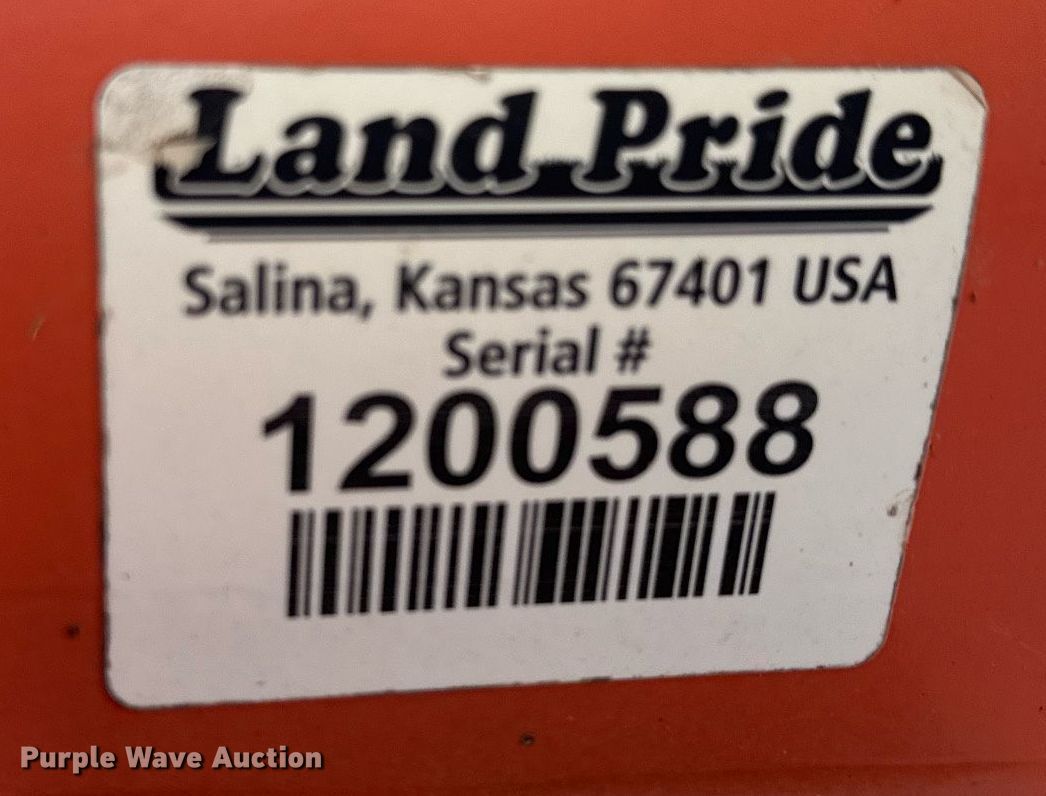 Land Pride
Salina, Kansas 67401 USA
Serial #
1200588
Purple Wave Auction